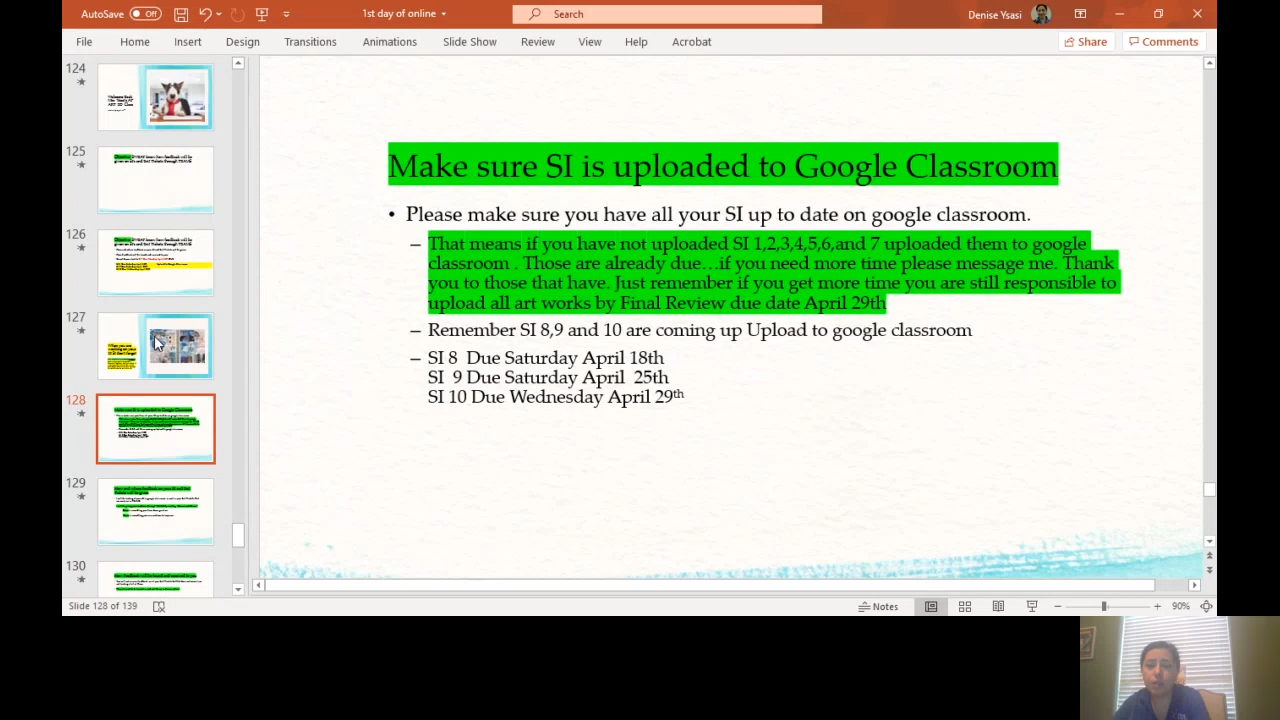 AutoSave Off 1st day of online Search Denise Ysasi
File Home Insert Design Transitions Animations Slide Show Review View Help Acrobat Share Comments
124
125
126
127
128
129
130
Make sure SI is uploaded to Google Classroom
• Please make sure you have all your SI up to date on google classroom.
– That means if you have not uploaded SI 1,2,3,4,5,6,and 7 uploaded them to google
classroom . Those are already due…if you need more time please message me. Thank
you to those that have. Just remember if you get more time you are still responsible to
upload all art works by Final Review due date April 29th
– Remember SI 8,9 and 10 are coming up Upload to google classroom
– SI 8 Due Saturday April 18th
SI 9 Due Saturday April 25th
SI 10 Due Wednesday April 29th
Slide 128 of 139 Notes 90%